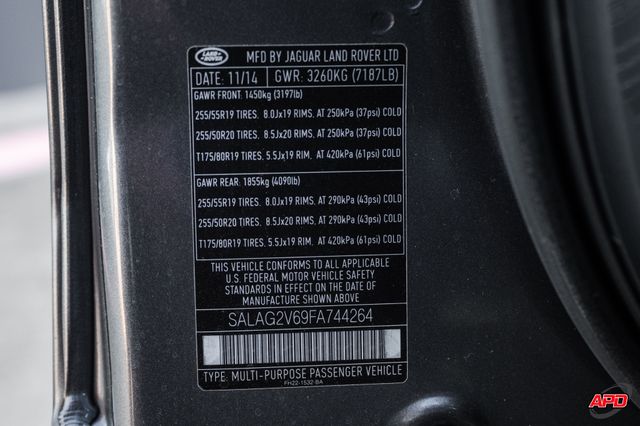 LAND ROVER MFD BY JAGUAR LAND ROVER LTD
DATE: 11/14 GWR: 3260KG (7187LB)
GAWR FRONT: 1450kg (3197lb)
255/55R19 TIRES. 8.0Jx19 RIMS. AT 250kPa (37psi) COLD
255/50R20 TIRES. 8.5Jx20 RIMS. AT 250kPa (37psi) COLD
T175/80R19 TIRES. 5.5Jx19 RIM. AT 420kPa (61psi) COLD
GAWR REAR: 1855kg (4090lb)
255/55R19 TIRES. 8.0Jx19 RIMS. AT 290kPa (43psi) COLD
255/50R20 TIRES. 8.5Jx20 RIMS. AT 290kPa (43psi) COLD
T175/80R19 TIRES. 5.5Jx19 RIM. AT 420kPa (61psi) COLD
THIS VEHICLE CONFORMS TO ALL APPLICABLE
U.S. FEDERAL MOTOR VEHICLE SAFETY
STANDARDS IN EFFECT ON THE DATE OF
MANUFACTURE SHOWN ABOVE
SALAG2V69FA744264
TYPE: MULTI-PURPOSE PASSENGER VEHICLE
FH22-1532-BA
APD